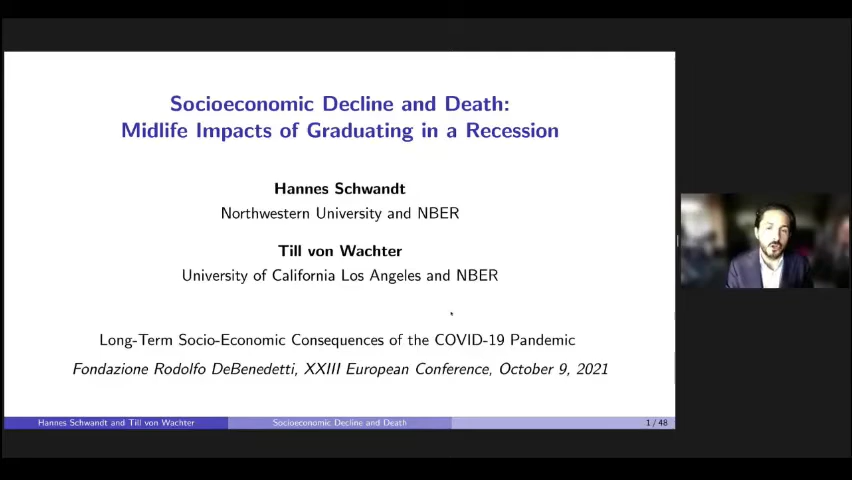 Socioeconomic Decline and Death:
Midlife Impacts of Graduating in a Recession
Hannes Schwandt
Northwestern University and NBER
Till von Wachter
University of California Los Angeles and NBER
Long-Term Socio-Economic Consequences of the COVID-19 Pandemic
Fondazione Rodolfo DeBenedetti, XXIII European Conference, October 9, 2021
Hannes Schwandt and Till von Wachter
Socioeconomic Decline and Death
1 / 48